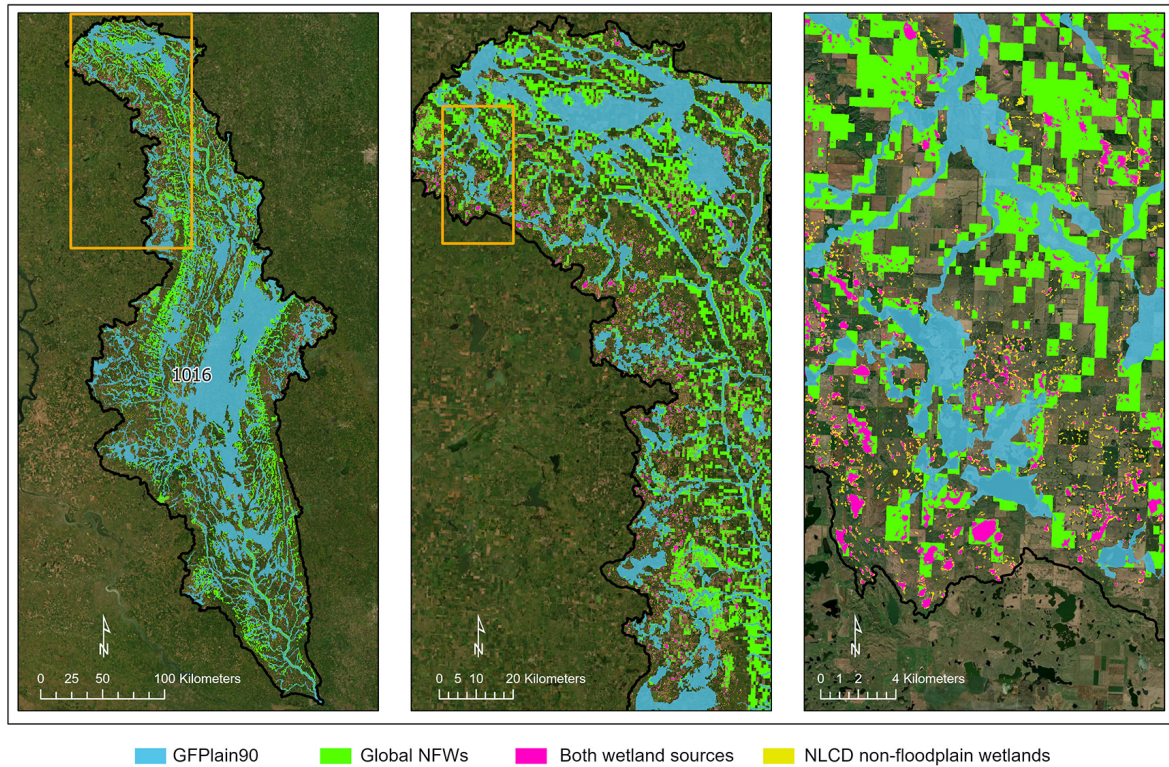 1016
N
0 25 50 100 Kilometers
N
0 5 10 20 Kilometers
N
0 1 2 4 Kilometers
GFPlain90
Global NFWs
Both wetland sources
NLCD non-floodplain wetlands